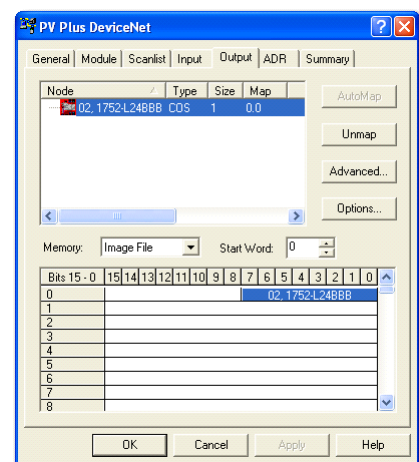 PV Plus DeviceNet
General Module Scanlist Input Output ADR Summary
Node Type Size Map
02, 1752-L24BBB COS 1 0.0
AutoMap
Unmap
Advanced...
Options...
Memory: Image File Start Word: 0
Bits 15 - 0 15 14 13 12 11 10 9 8 7 6 5 4 3 2 1 0
0 02, 1752-L24BBB
1
2
3
4
5
6
7
8
OK Cancel Apply Help